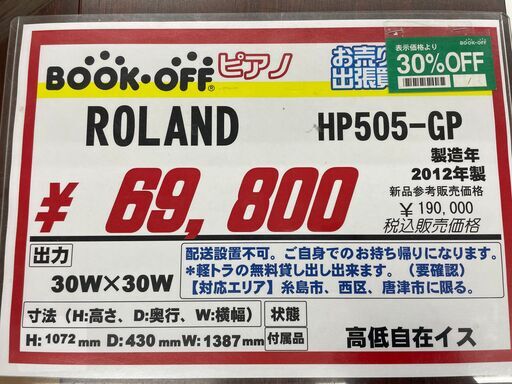 BOOK・OFF® ピアノ
お売り
出張買
表示価格より BOOK-OFF
30%OFF
ROLAND HP505-GP
製造年
2012年製
新品参考販売価格
￥190,000
税込販売価格
￥69,800
出力
30W×30W
配送設置不可。ご自身でのお持ち帰りになります。
*軽トラの無料貸し出し出来ます。（要確認）
【対応エリア】糸島市、西区、唐津市に限る。
寸法（H:高さ、D:奥行、W:横幅）
H:1072mm D:430mm W:1387mm
状態
付属品
高低自在イス